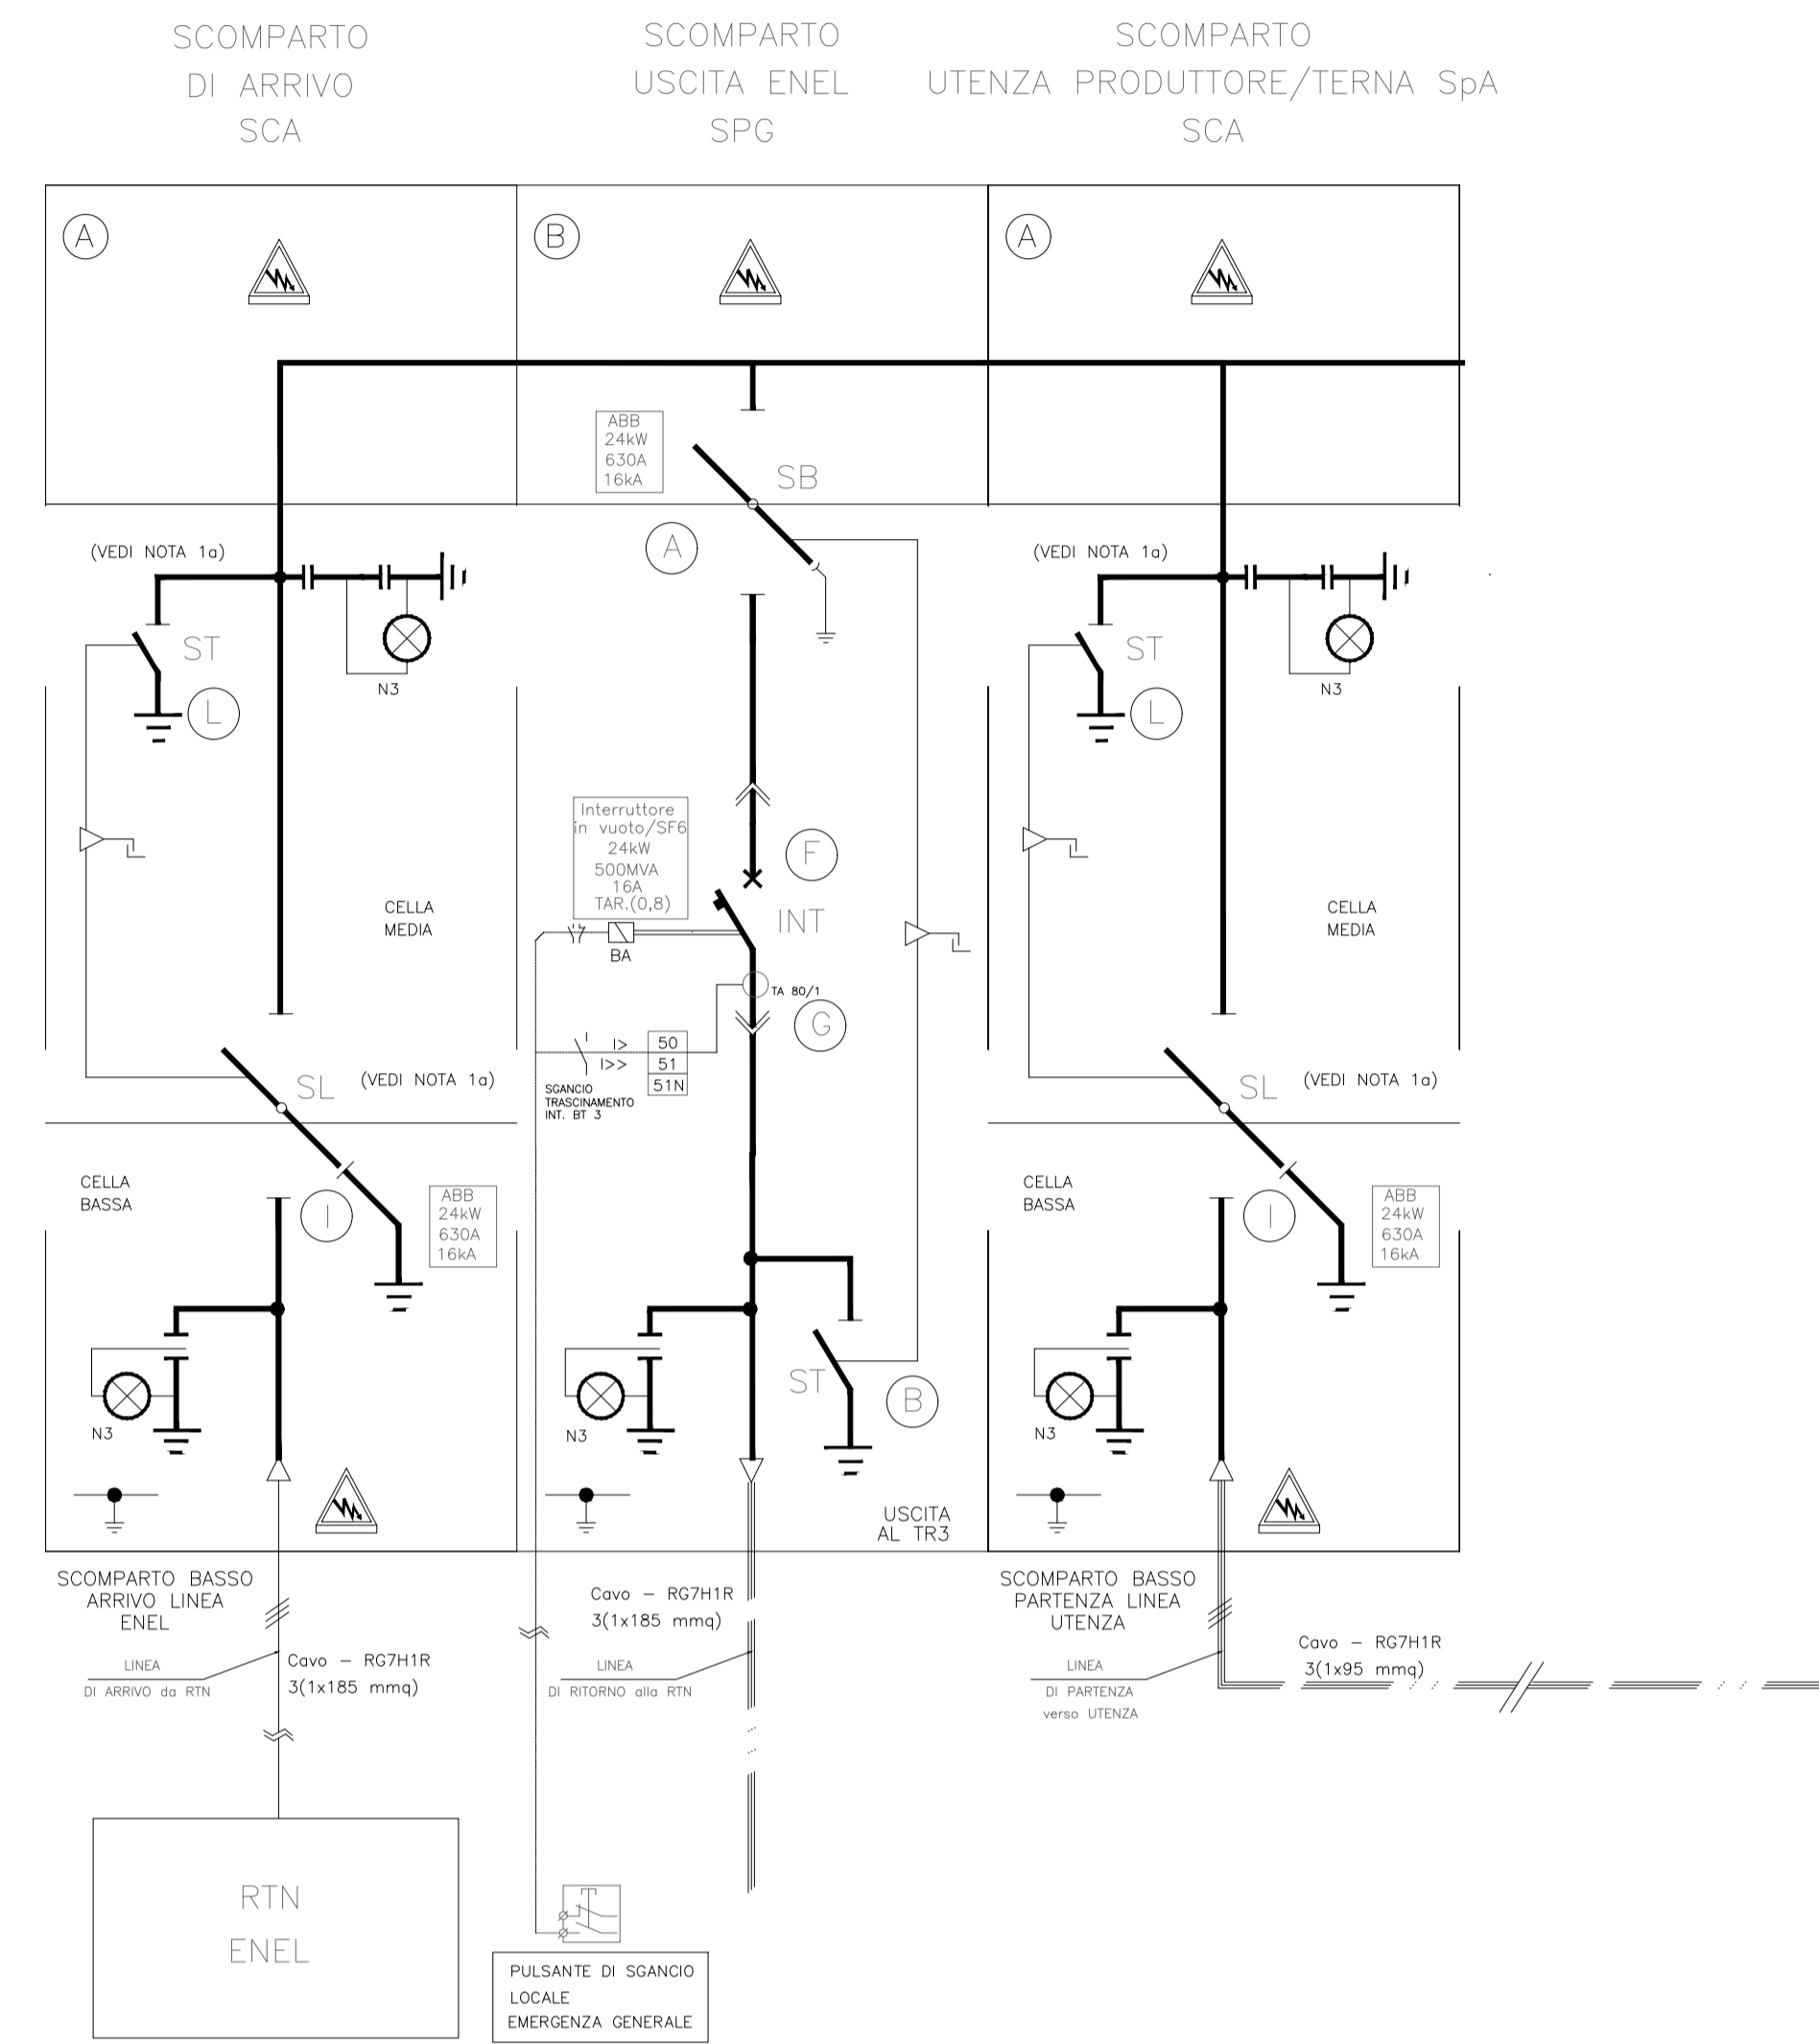 SCOMPARTO
DI ARRIVO
SCA
SCOMPARTO
USCITA ENEL
SPG
SCOMPARTO
UTENZA PRODUTTORE/TERNA SpA
SCA
A
B
A
ABB
24kW
630A
16kA
SB
A
(VEDI NOTA 1a)
ST
L
N3
(VEDI NOTA 1a)
ST
L
N3
Interruttore
in vuoto/SF6
24kW
500MVA
16A
TAR.(0,8)
F
INT
BA
CELLA
MEDIA
CELLA
MEDIA
TA 80/1
G
I>
I>>
50
51
51N
SGANCIO
TRASCINAMENTO
INT. BT 3
SL
(VEDI NOTA 1a)
SL
(VEDI NOTA 1a)
CELLA
BASSA
I
ABB
24kW
630A
16kA
CELLA
BASSA
I
ABB
24kW
630A
16kA
N3
N3
ST
B
N3
USCITA
AL TR3
SCOMPARTO BASSO
ARRIVO LINEA
ENEL
LINEA
DI ARRIVO da RTN
Cavo – RG7H1R
3(1x185 mmq)
Cavo – RG7H1R
3(1x185 mmq)
LINEA
DI RITORNO alla RTN
SCOMPARTO BASSO
PARTENZA LINEA
UTENZA
LINEA
DI PARTENZA
verso UTENZA
Cavo – RG7H1R
3(1x95 mmq)
RTN
ENEL
PULSANTE DI SGANCIO
LOCALE
EMERGENZA GENERALE